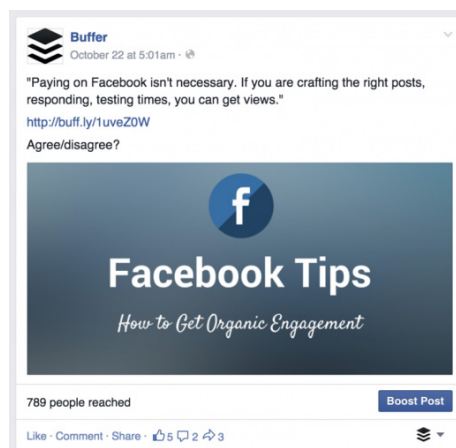 Buffer
October 22 at 5:01am ·
"Paying on Facebook isn't necessary. If you are crafting the right posts,
responding, testing times, you can get views."
http://buff.ly/1uveZ0W
Agree/disagree?
f
Facebook Tips
How to Get Organic Engagement
789 people reached
Boost Post
Like · Comment · Share · 5 2 3